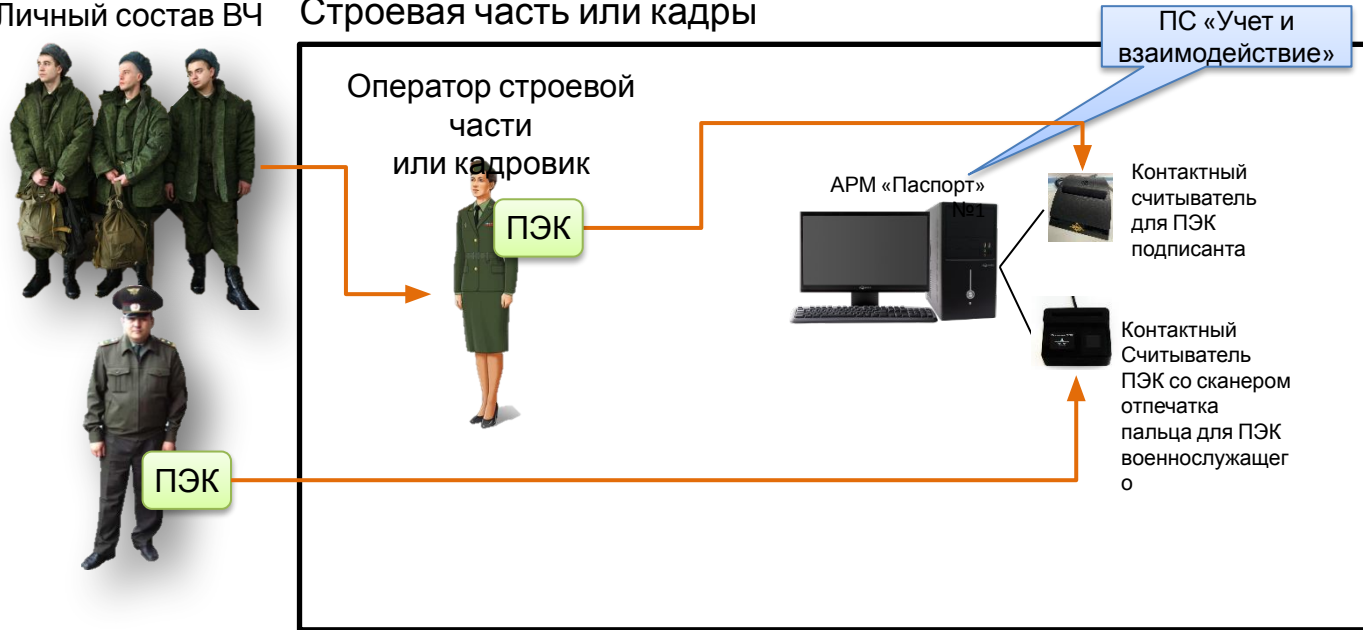 Личный состав ВЧ
Строевая часть или кадры
ПС «Учет и
взаимодействие»
Оператор строевой
части
или кадровик
ПЭК
АРМ «Паспорт»
№1
Контактный
считыватель
для ПЭК
подписанта
Контактный
Считыватель
ПЭК со сканером
отпечатка
пальца для ПЭК
военнослужащег
о
ПЭК